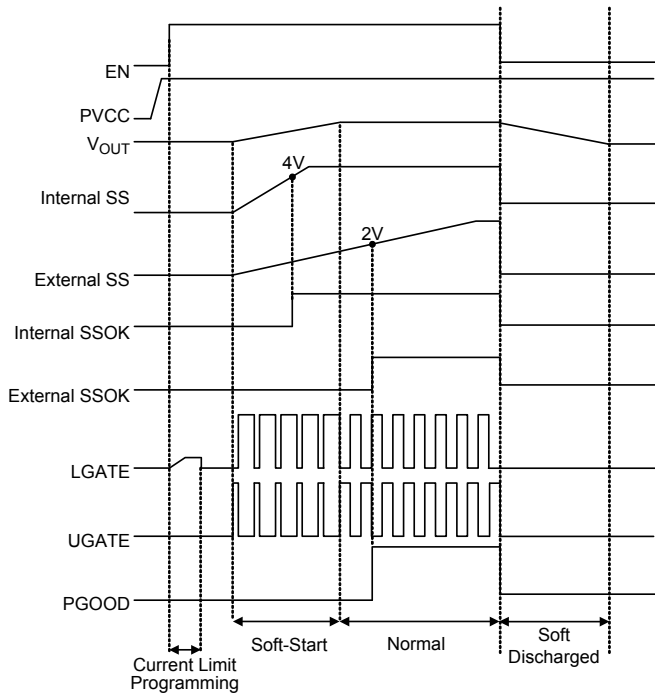 EN
PVCC
VOUT
4V
Internal SS
2V
External SS
Internal SSOK
External SSOK
LGATE
UGATE
PGOOD
Current Limit
Programming
Soft-Start
Normal
Soft
Discharged